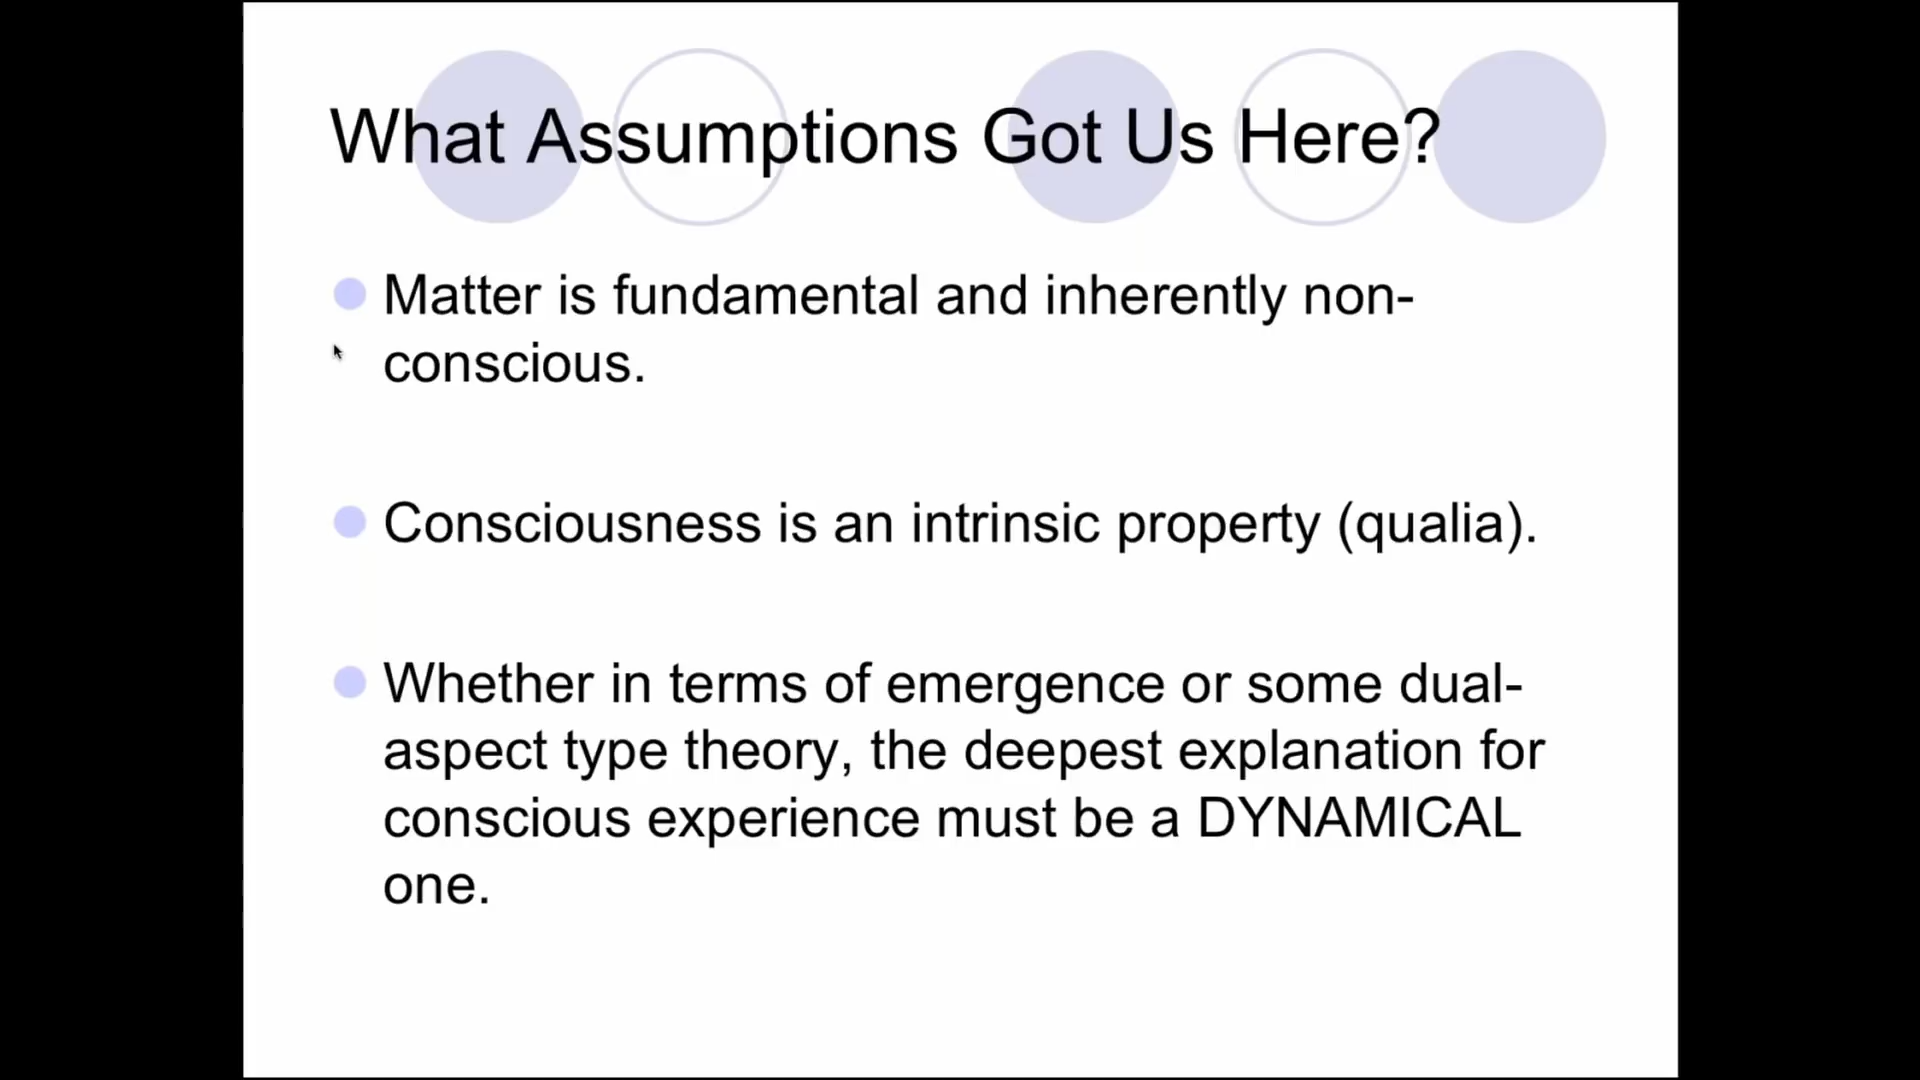 What Assumptions Got Us Here?
Matter is fundamental and inherently non-
conscious.
Consciousness is an intrinsic property (qualia).
Whether in terms of emergence or some dual-
aspect type theory, the deepest explanation for
conscious experience must be a DYNAMICAL
one.